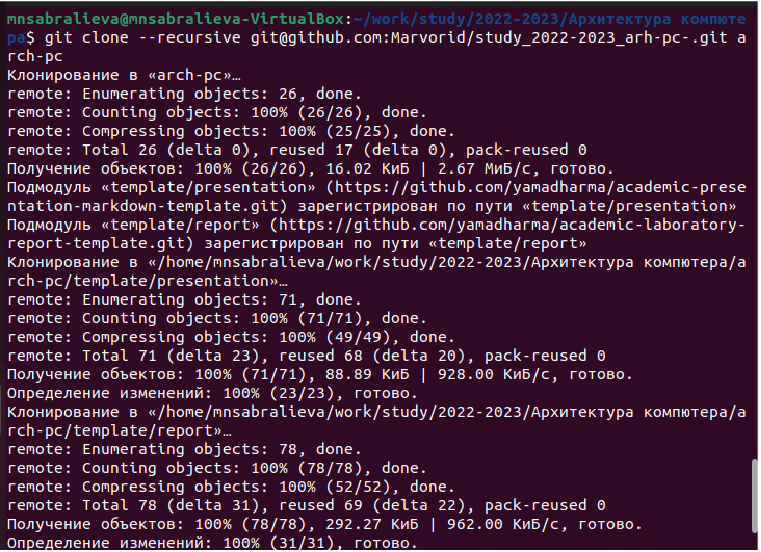 mnsabralieva@mnsabralieva-VirtualBox:~/work/study/2022-2023/Архитектура компюте
ра$ git clone --recursive git@github.com:Marvorid/study_2022-2023_arh-pc-.git a
rch-pc
Клонирование в «arch-pc»…
remote: Enumerating objects: 26, done.
remote: Counting objects: 100% (26/26), done.
remote: Compressing objects: 100% (25/25), done.
remote: Total 26 (delta 0), reused 17 (delta 0), pack-reused 0
Получение объектов: 100% (26/26), 16.02 КиБ | 2.67 МиБ/с, готово.
Подмодуль «template/presentation» (https://github.com/yamadharma/academic-prese
ntation-markdown-template.git) зарегистрирован по пути «template/presentation»
Подмодуль «template/report» (https://github.com/yamadharma/academic-laboratory-
report-template.git) зарегистрирован по пути «template/report»
Клонирование в «/home/mnsabralieva/work/study/2022-2023/Архитектура компютера/a
rch-pc/template/presentation»…
remote: Enumerating objects: 71, done.
remote: Counting objects: 100% (71/71), done.
remote: Compressing objects: 100% (49/49), done.
remote: Total 71 (delta 23), reused 68 (delta 20), pack-reused 0
Получение объектов: 100% (71/71), 88.89 КиБ | 928.00 КиБ/с, готово.
Определение изменений: 100% (23/23), готово.
Клонирование в «/home/mnsabralieva/work/study/2022-2023/Архитектура компютера/a
rch-pc/template/report»…
remote: Enumerating objects: 78, done.
remote: Counting objects: 100% (78/78), done.
remote: Compressing objects: 100% (52/52), done.
remote: Total 78 (delta 31), reused 69 (delta 22), pack-reused 0
Получение объектов: 100% (78/78), 292.27 КиБ | 962.00 КиБ/с, готово.
Определение изменений: 100% (31/31), готово.